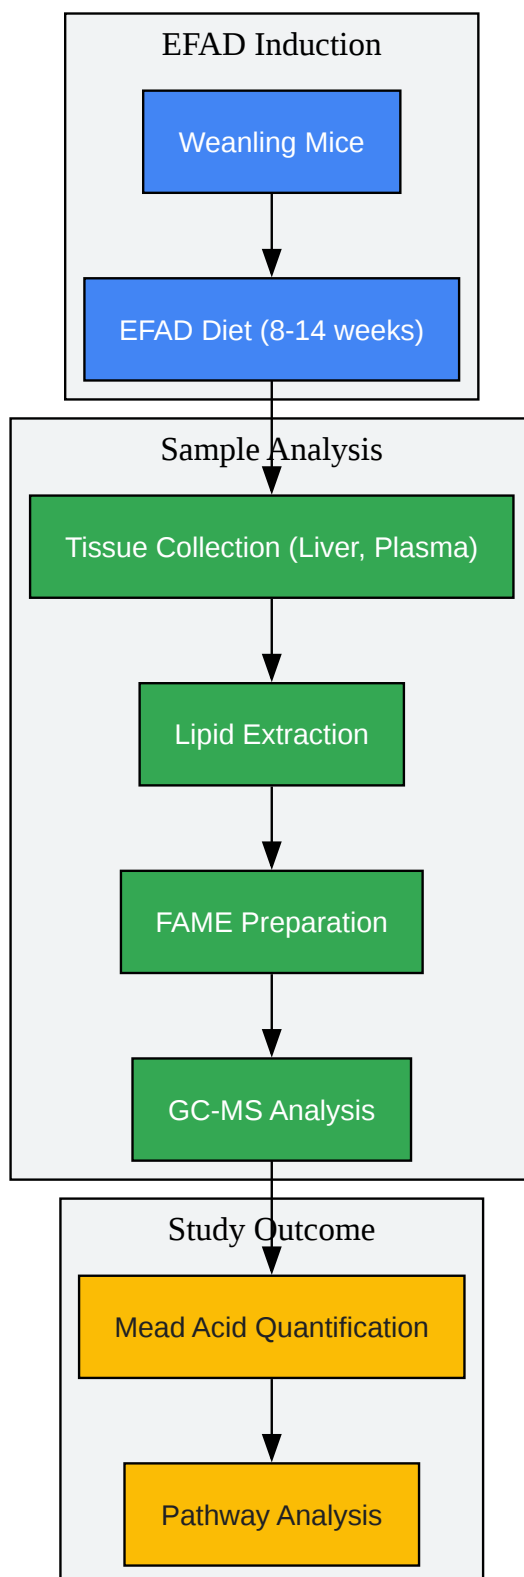 EFAD Induction
Weanling Mice
EFAD Diet (8-14 weeks)
Sample Analysis
Tissue Collection (Liver, Plasma)
Lipid Extraction
FAME Preparation
GC-MS Analysis
Study Outcome
Mead Acid Quantification
Pathway Analysis